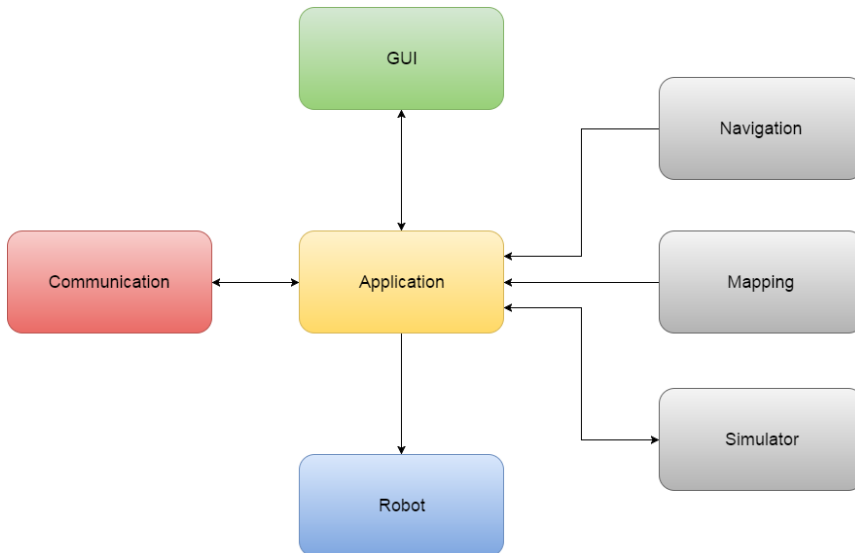 GUI
Navigation
Communication
Application
Mapping
Simulator
Robot